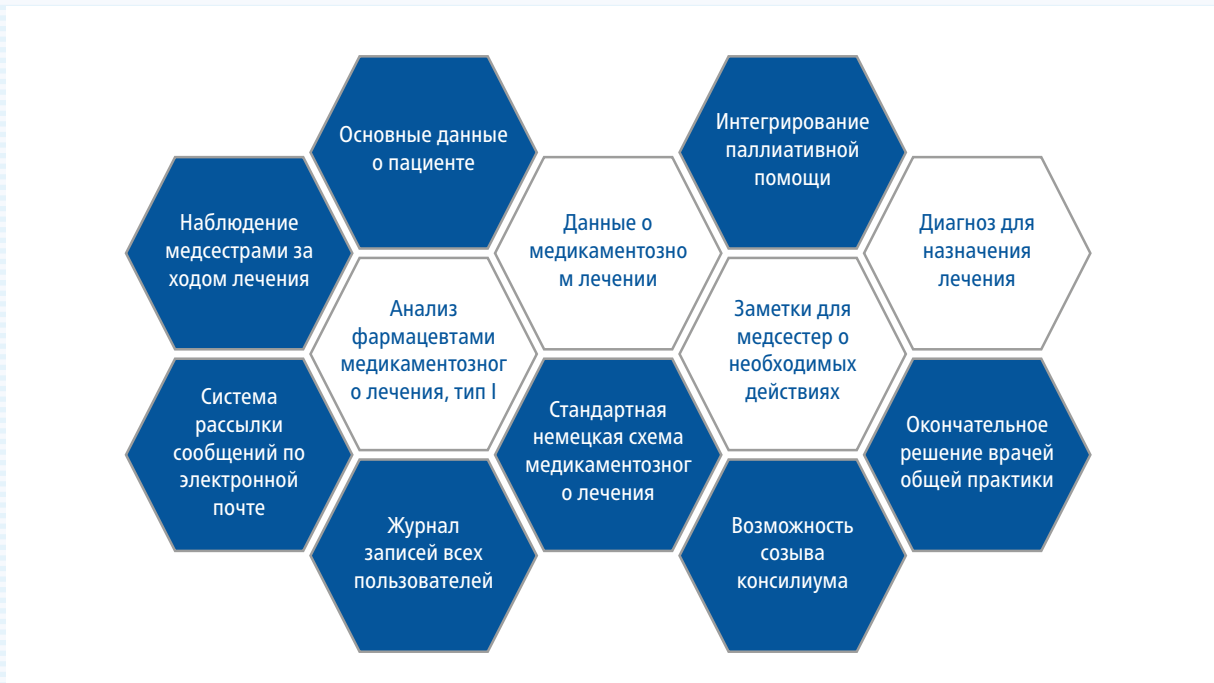 Основные данные
о пациенте
Интегрирование
паллиативной
помощи
Наблюдение
медсестрами за
ходом лечения
Данные о
медикаментозно
м лечении
Диагноз для
назначения
лечения
Анализ
фармацевтами
медикаментозног
о лечения, тип I
Заметки для
медсестер о
необходимых
действиях
Система
рассылки
сообщений по
электронной
почте
Стандартная
немецкая схема
медикаментозног
о лечения
Окончательное
решение врачей
общей практики
Журнал
записей всех
пользователей
Возможность
созыва
консилиума